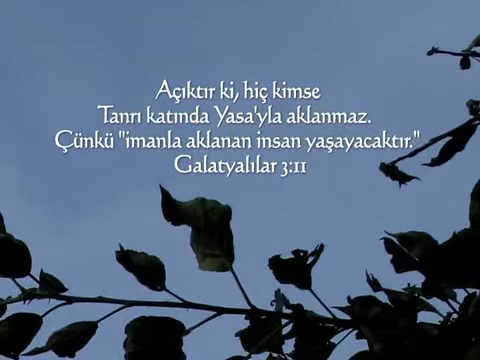 Açıktır ki, hiç kimse
Tanrı katında Yasa'yla aklanmaz.
Çünkü "imanla aklanan insan yaşayacaktır."
Galatyalılar 3:11